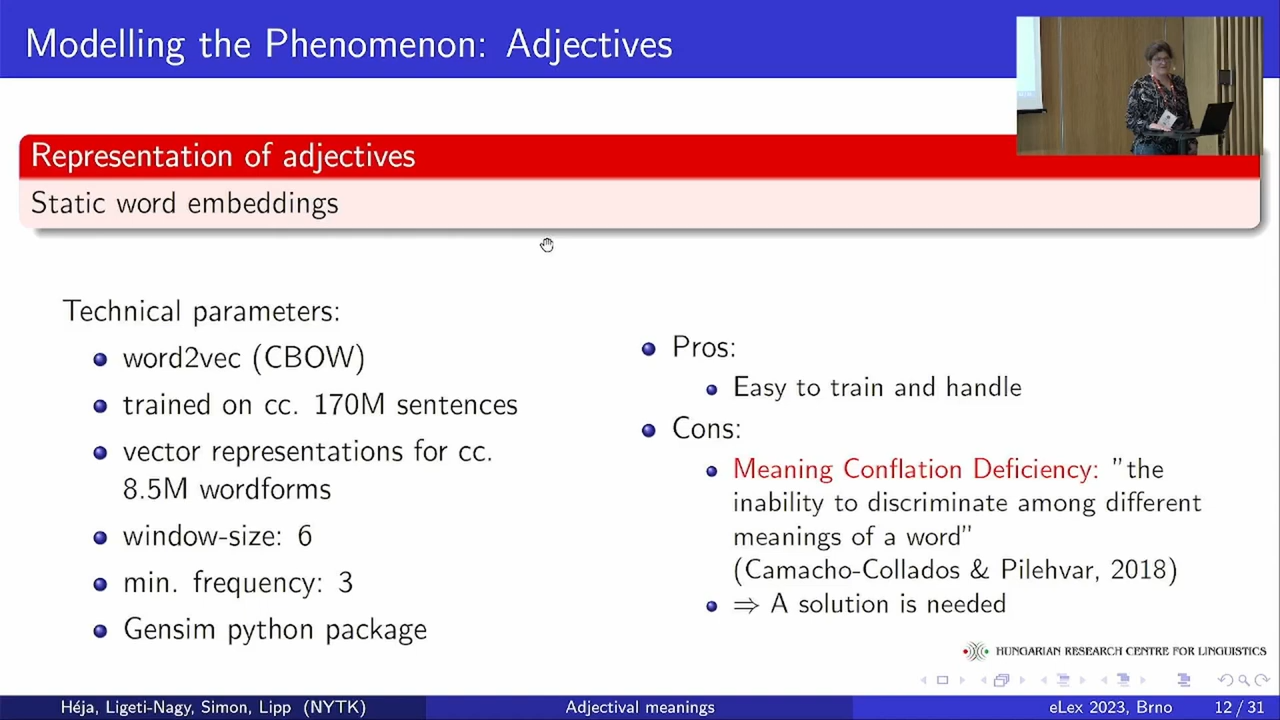 Modelling the Phenomenon: Adjectives
Representation of adjectives
Static word embeddings
Technical parameters:
word2vec (CBOW)
trained on cc. 170M sentences
vector representations for cc.
8.5M wordforms
window-size: 6
min. frequency: 3
Gensim python package
Pros:
Easy to train and handle
Cons:
Meaning Conflation Deficiency: "the
inability to discriminate among different
meanings of a word"
(Camacho-Collados & Pilehvar, 2018)
⇒ A solution is needed
HUNGARIAN RESEARCH CENTRE FOR LINGUISTICS
Héja, Ligeti-Nagy, Simon, Lipp (NYTK) Adjectival meanings eLex 2023, Brno 12 / 31